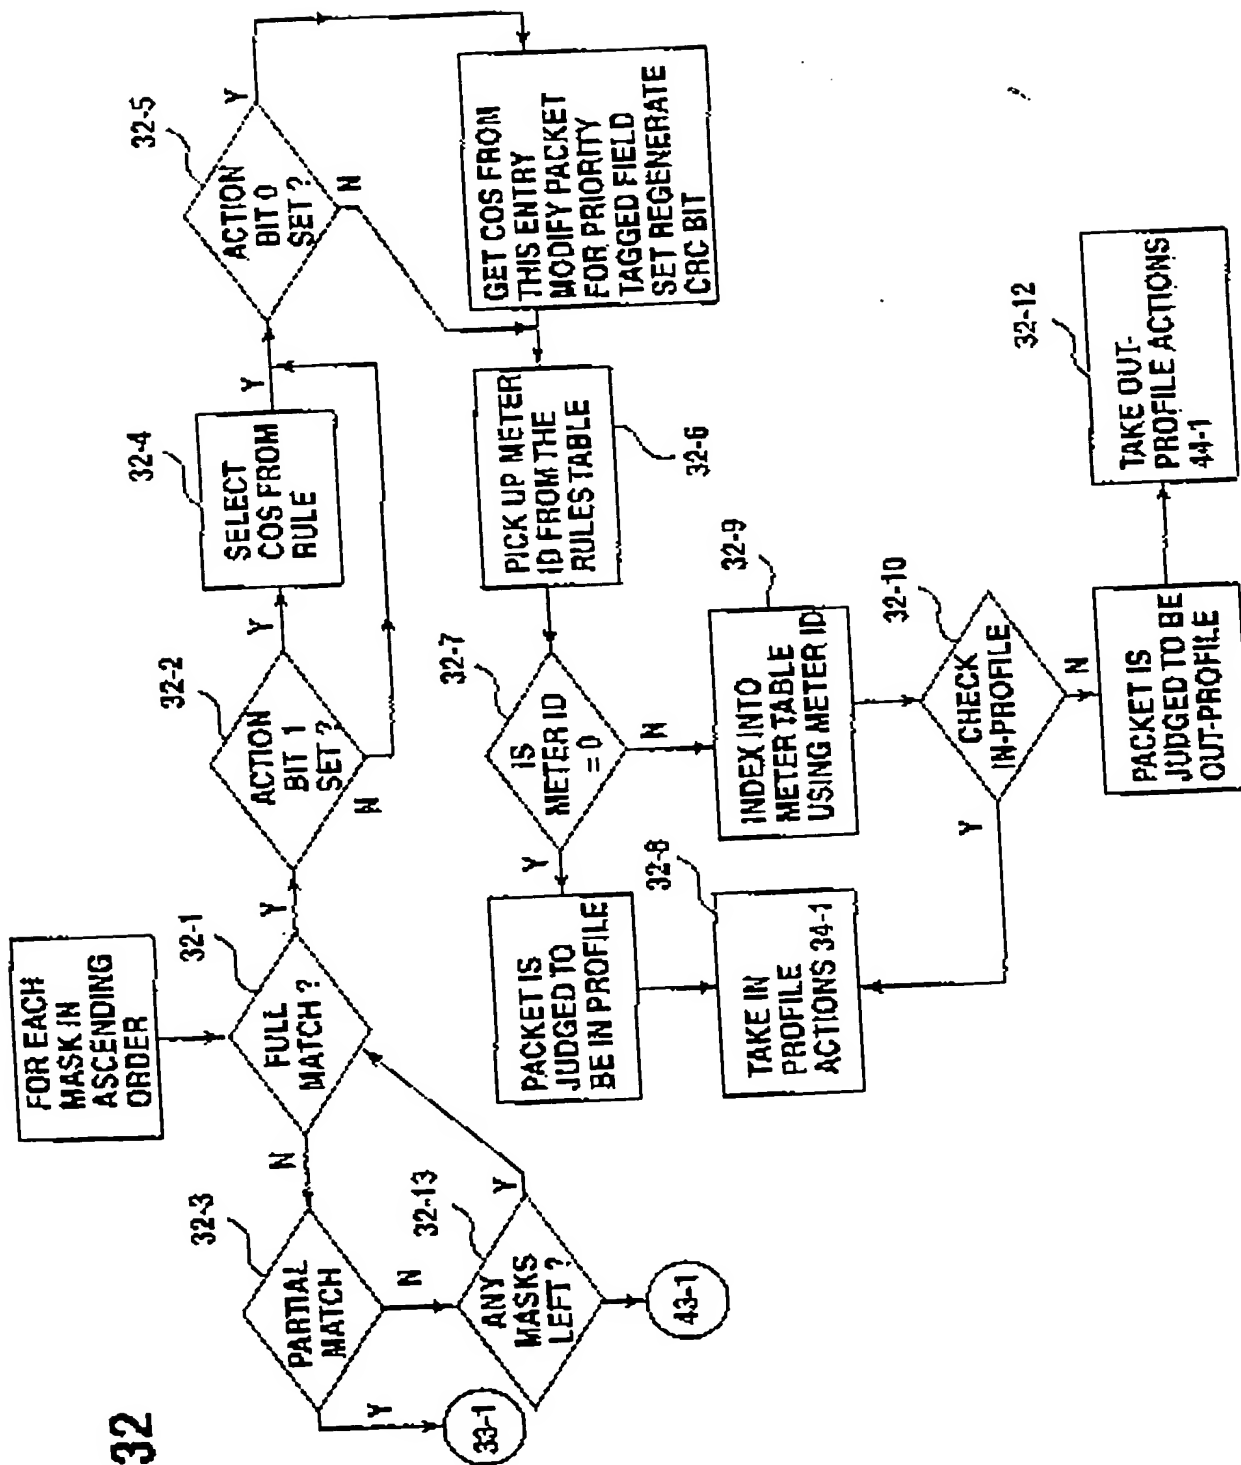 32
FOR EACH
MASK IN
ASCENDING
ORDER
32-1
FULL
MATCH ?
Y
N
32-2
ACTION
BIT 1
SET ?
Y
N
32-4
SELECT
COS FROM
RULE
Y
32-5
ACTION
BIT 0
SET ?
Y
N
GET COS FROM
THIS ENTRY
MODIFY PACKET
FOR PRIORITY
TAGGED FIELD
SET REGENERATE
CRC BIT
32-3
PARTIAL
MATCH
Y
N
33-1
32-13
ANY
MASKS
LEFT ?
Y
43-1
PICK UP METER
ID FROM THE
RULES TABLE
32-6
32-7
IS
METER ID
= 0
Y
N
PACKET IS
JUDGED TO
BE IN PROFILE
32-8
TAKE IN
PROFILE
ACTIONS 34-1
32-9
INDEX INTO
METER TABLE
USING METER ID
32-10
CHECK
IN-PROFILE
Y
N
PACKET IS
JUDGED TO BE
OUT-PROFILE
32-12
TAKE OUT-
PROFILE ACTIONS
44-1